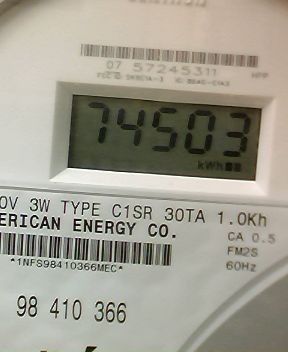 07 57245311 HPP
74503
kWh
0V 3W TYPE C1SR 30TA 1.0Kh
ERICAN ENERGY CO.
CA 0.5
FM2S
60Hz
*1NFS98410366MEC*
98 410 366